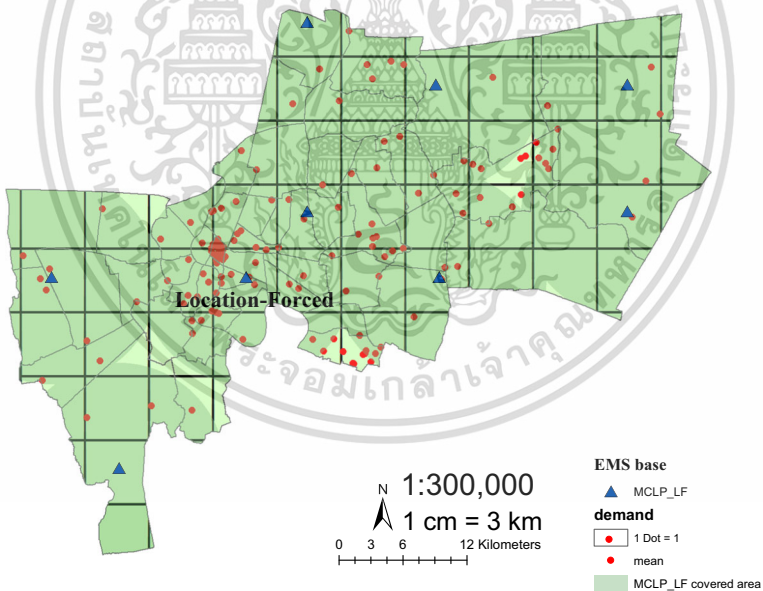 Location-Forced
N
1:300,000
1 cm = 3 km
0 3 6 12 Kilometers
EMS base
MCLP_LF
demand
1 Dot = 1
mean
MCLP_LF covered area